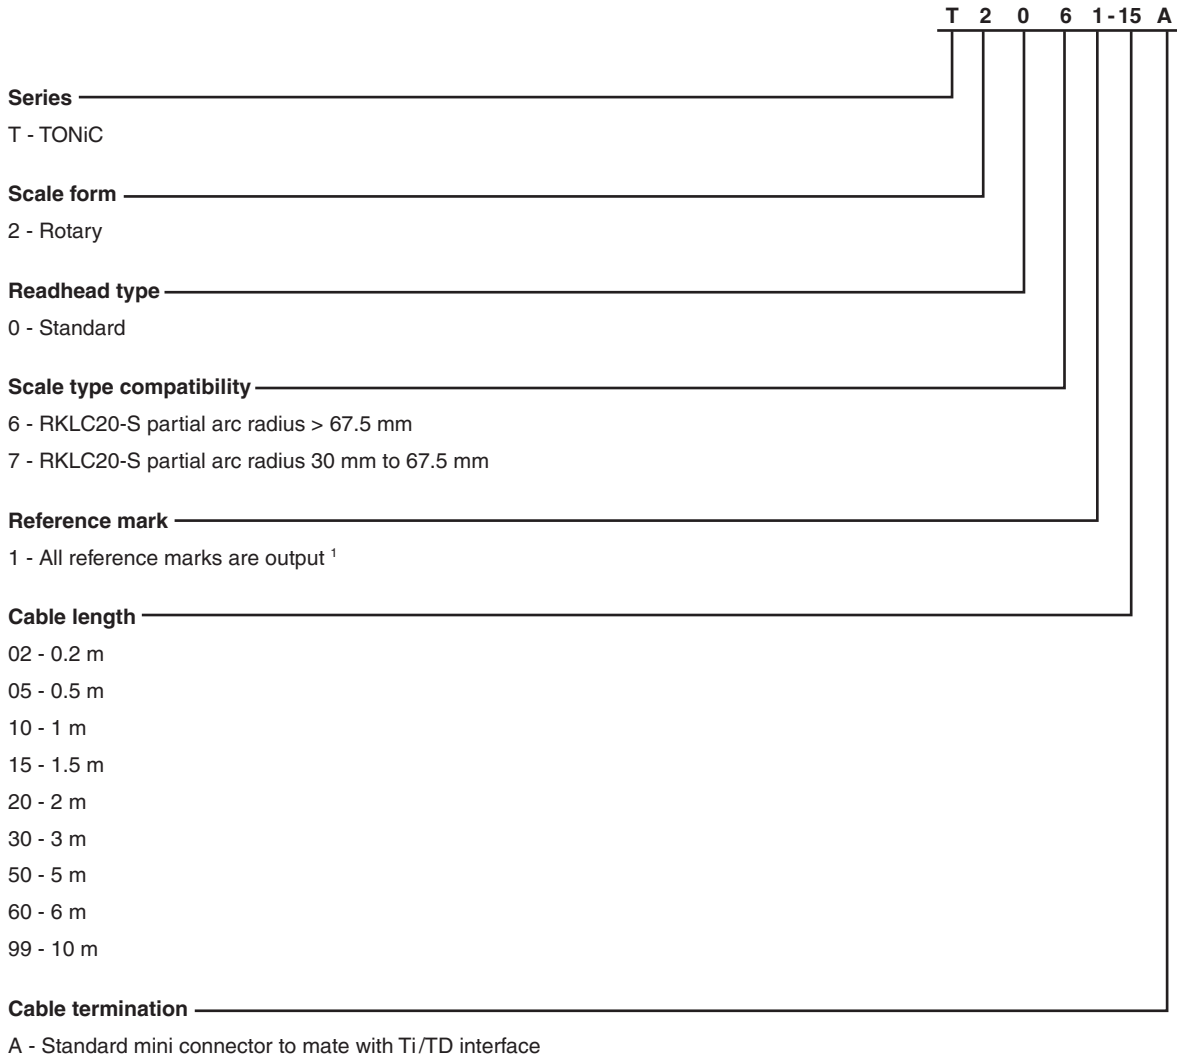 T 2 0 6 1-15 A
Series
T - TONiC
Scale form
2 - Rotary
Readhead type
0 - Standard
Scale type compatibility
6 - RKLC20-S partial arc radius > 67.5 mm
7 - RKLC20-S partial arc radius 30 mm to 67.5 mm
Reference mark
1 - All reference marks are output ¹
Cable length
02 - 0.2 m
05 - 0.5 m
10 - 1 m
15 - 1.5 m
20 - 2 m
30 - 3 m
50 - 5 m
60 - 6 m
99 - 10 m
Cable termination
A - Standard mini connector to mate with Ti/TD interface